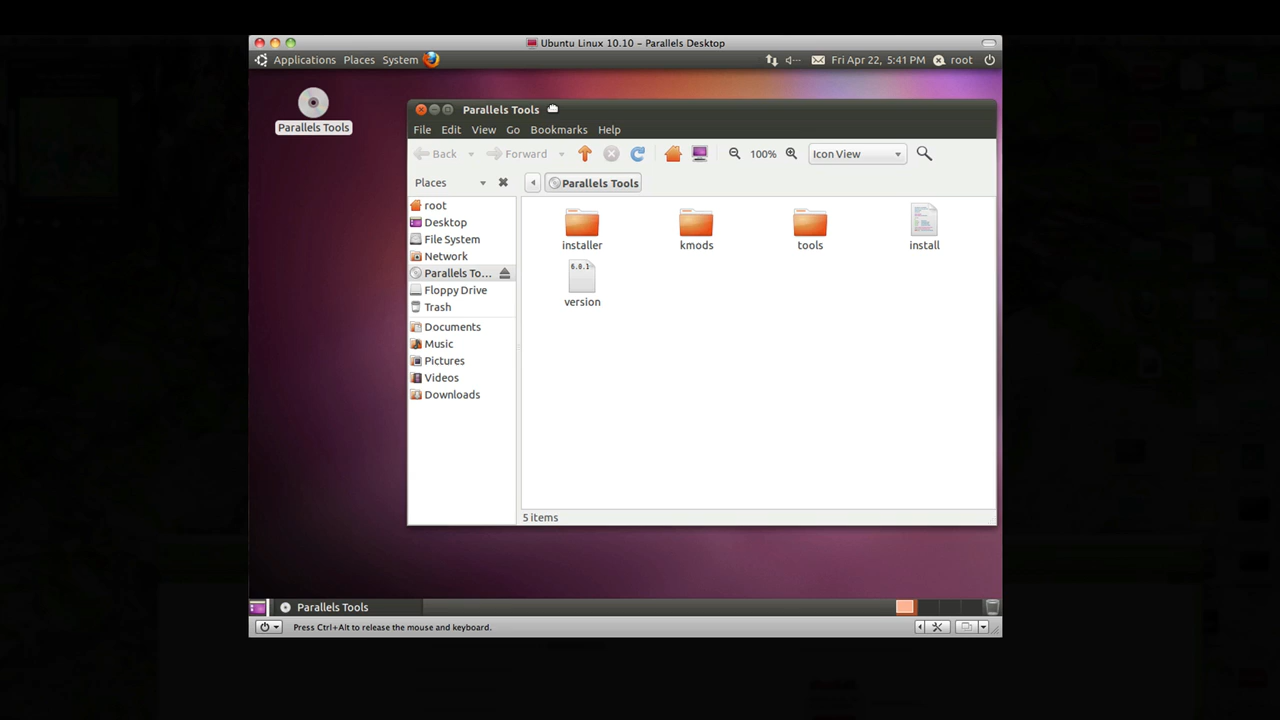 Ubuntu Linux 10.10 – Parallels Desktop
Applications Places System Fri Apr 22, 5:41 PM root
Parallels Tools
Parallels Tools
File Edit View Go Bookmarks Help
Back Forward 100% Icon View
Places Parallels Tools
root
Desktop
File System
Network
Parallels To...
Floppy Drive
Trash
Documents
Music
Pictures
Videos
Downloads
installer kmods tools install
6.0.1
version
5 items
Parallels Tools
Press Ctrl+Alt to release the mouse and keyboard.